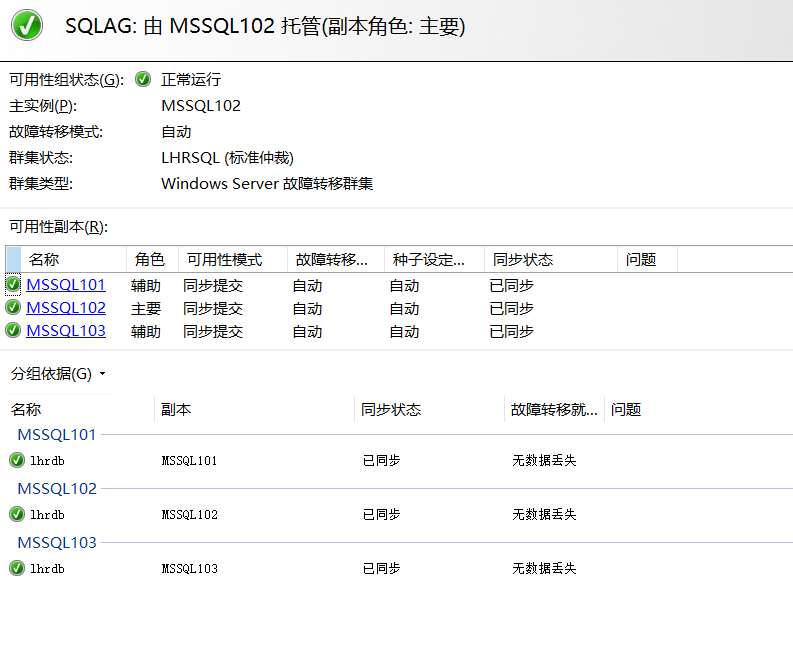 SQLAG: 由 MSSQL102 托管(副本角色: 主要)
可用性组状态(G): 正常运行
主实例(P): MSSQL102
故障转移模式: 自动
群集状态: LHRSQL (标准仲裁)
群集类型: Windows Server 故障转移群集
可用性副本(R):
名称 角色 可用性模式 故障转移... 种子设定... 同步状态 问题
MSSQL101 辅助 同步提交 自动 自动 已同步
MSSQL102 主要 同步提交 自动 自动 已同步
MSSQL103 辅助 同步提交 自动 自动 已同步
分组依据(G)
名称 副本 同步状态 故障转移就... 问题
MSSQL101
lhrdb MSSQL101 已同步 无数据丢失
MSSQL102
lhrdb MSSQL102 已同步 无数据丢失
MSSQL103
lhrdb MSSQL103 已同步 无数据丢失